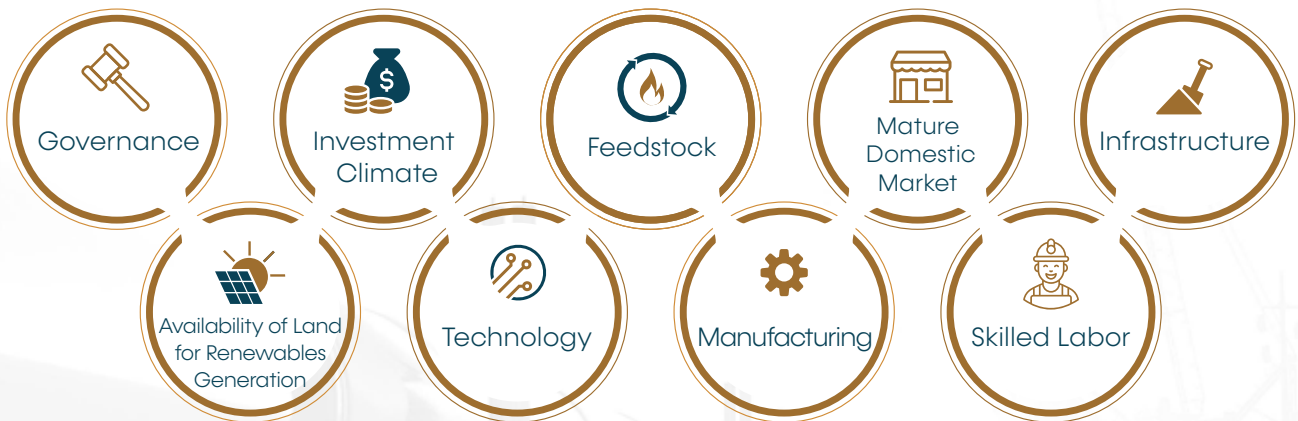 Governance
Investment
Climate
Feedstock
Mature
Domestic
Market
Infrastructure
Availability of Land
for Renewables
Generation
Technology
Manufacturing
Skilled Labor